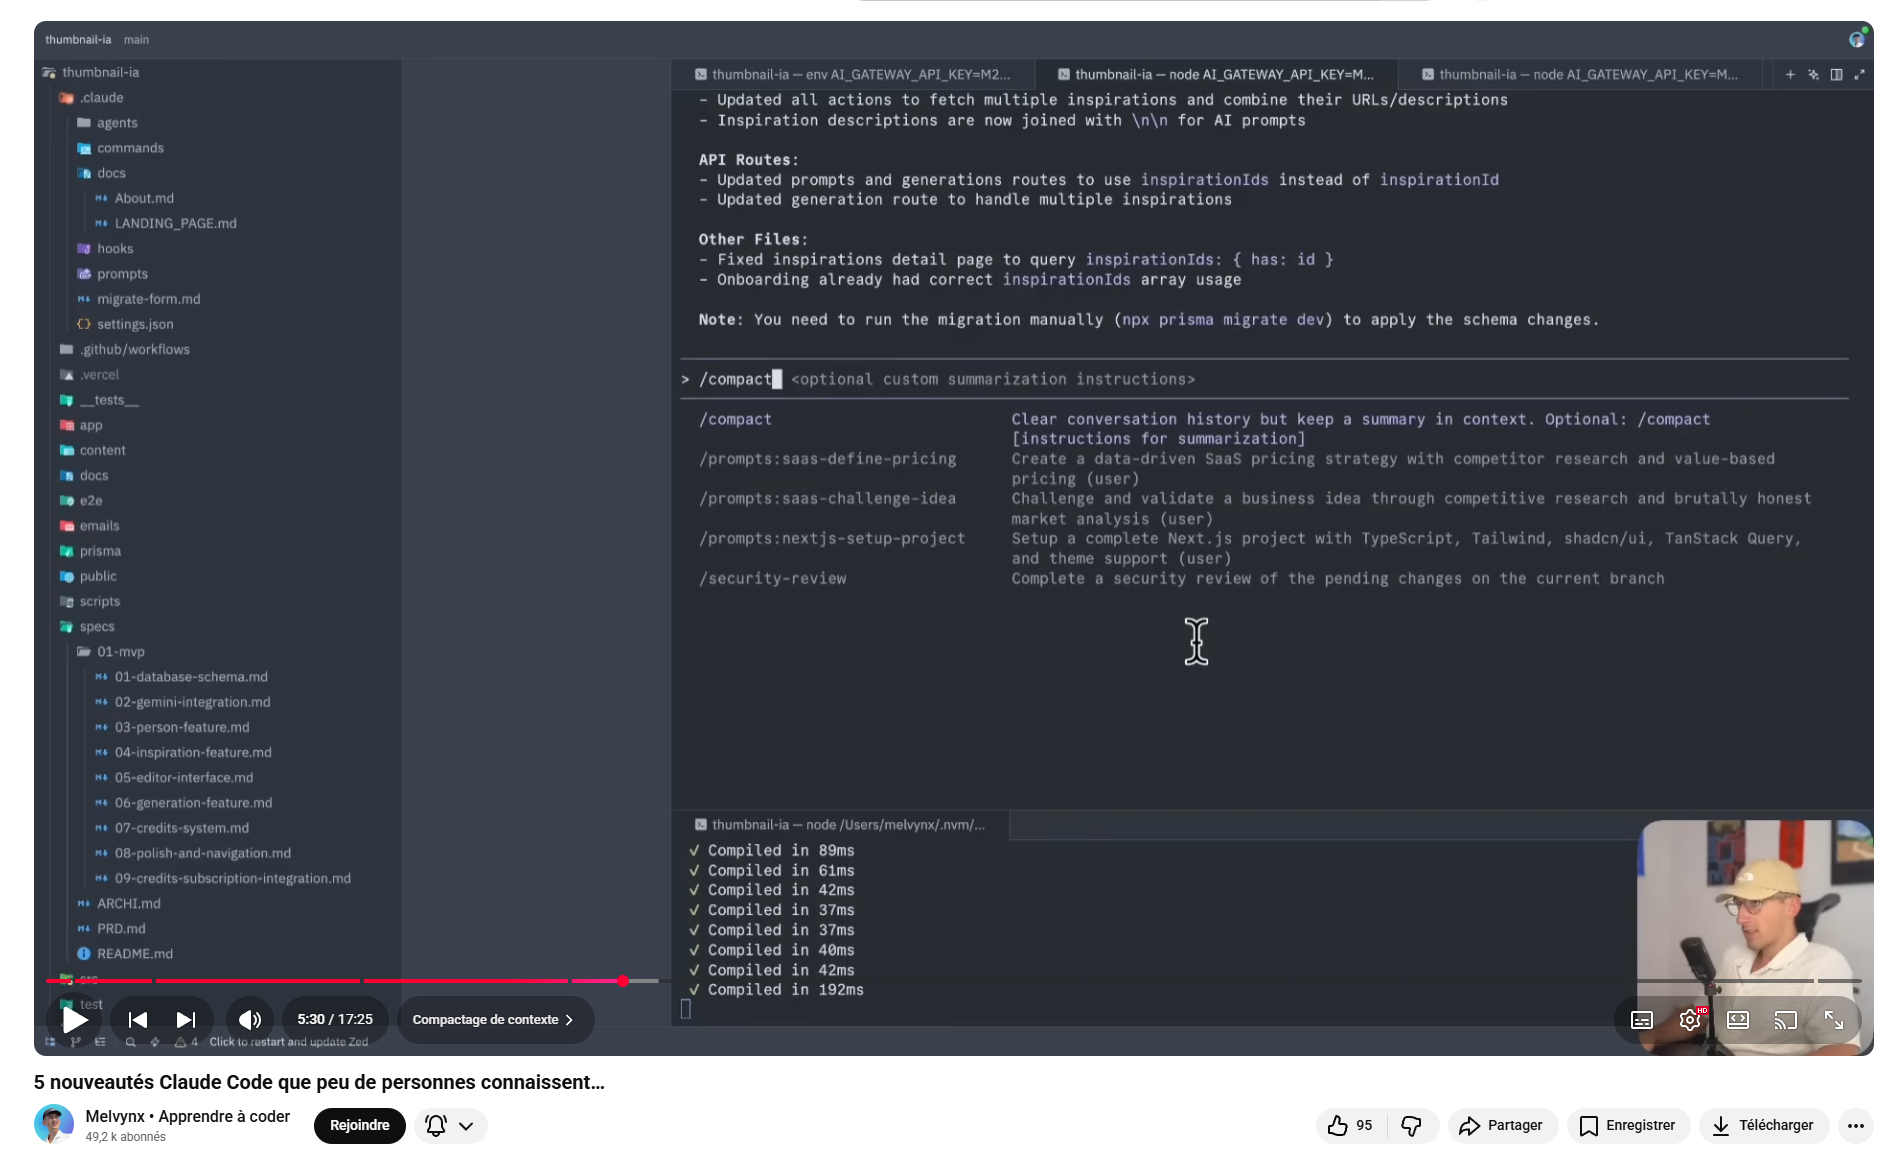 thumbnail-ia main
thumbnail-ia
.claude
agents
commands
docs
About.md
LANDING_PAGE.md
hooks
prompts
migrate-form.md
settings.json
.github/workflows
.vercel
__tests__
app
content
docs
e2e
emails
prisma
public
scripts
specs
01-mvp
01-database-schema.md
02-gemini-integration.md
03-person-feature.md
04-inspiration-feature.md
05-editor-interface.md
06-generation-feature.md
07-credits-system.md
08-polish-and-navigation.md
09-credits-subscription-integration.md
ARCHI.md
PRD.md
README.md
src
test
thumbnail-ia — env AI_GATEWAY_API_KEY=M2...
thumbnail-ia — node AI_GATEWAY_API_KEY=M...
thumbnail-ia — node AI_GATEWAY_API_KEY=M...
- Updated all actions to fetch multiple inspirations and combine their URLs/descriptions
- Inspiration descriptions are now joined with \n\n for AI prompts
API Routes:
- Updated prompts and generations routes to use inspirationIds instead of inspirationId
- Updated generation route to handle multiple inspirations
Other Files:
- Fixed inspirations detail page to query inspirationIds: { has: id }
- Onboarding already had correct inspirationIds array usage
Note: You need to run the migration manually (npx prisma migrate dev) to apply the schema changes.
> /compact <optional custom summarization instructions>
/compact Clear conversation history but keep a summary in context. Optional: /compact
[instructions for summarization]
/prompts:saas-define-pricing Create a data-driven SaaS pricing strategy with competitor research and value-based
pricing (user)
/prompts:saas-challenge-idea Challenge and validate a business idea through competitive research and brutally honest
market analysis (user)
/prompts:nextjs-setup-project Setup a complete Next.js project with TypeScript, Tailwind, shadcn/ui, TanStack Query,
and theme support (user)
/security-review Complete a security review of the pending changes on the current branch
thumbnail-ia — node /Users/melvynx/.nvm/...
✓ Compiled in 89ms
✓ Compiled in 61ms
✓ Compiled in 42ms
✓ Compiled in 37ms
✓ Compiled in 37ms
✓ Compiled in 40ms
✓ Compiled in 42ms
✓ Compiled in 192ms
5:30 / 17:25
Compactage de contexte
HD
4 Click to restart and update Zed
5 nouveautés Claude Code que peu de personnes connaissent…
Melvynx • Apprendre à coder
49,2 k abonnés
Rejoindre
95
Partager
Enregistrer
Télécharger